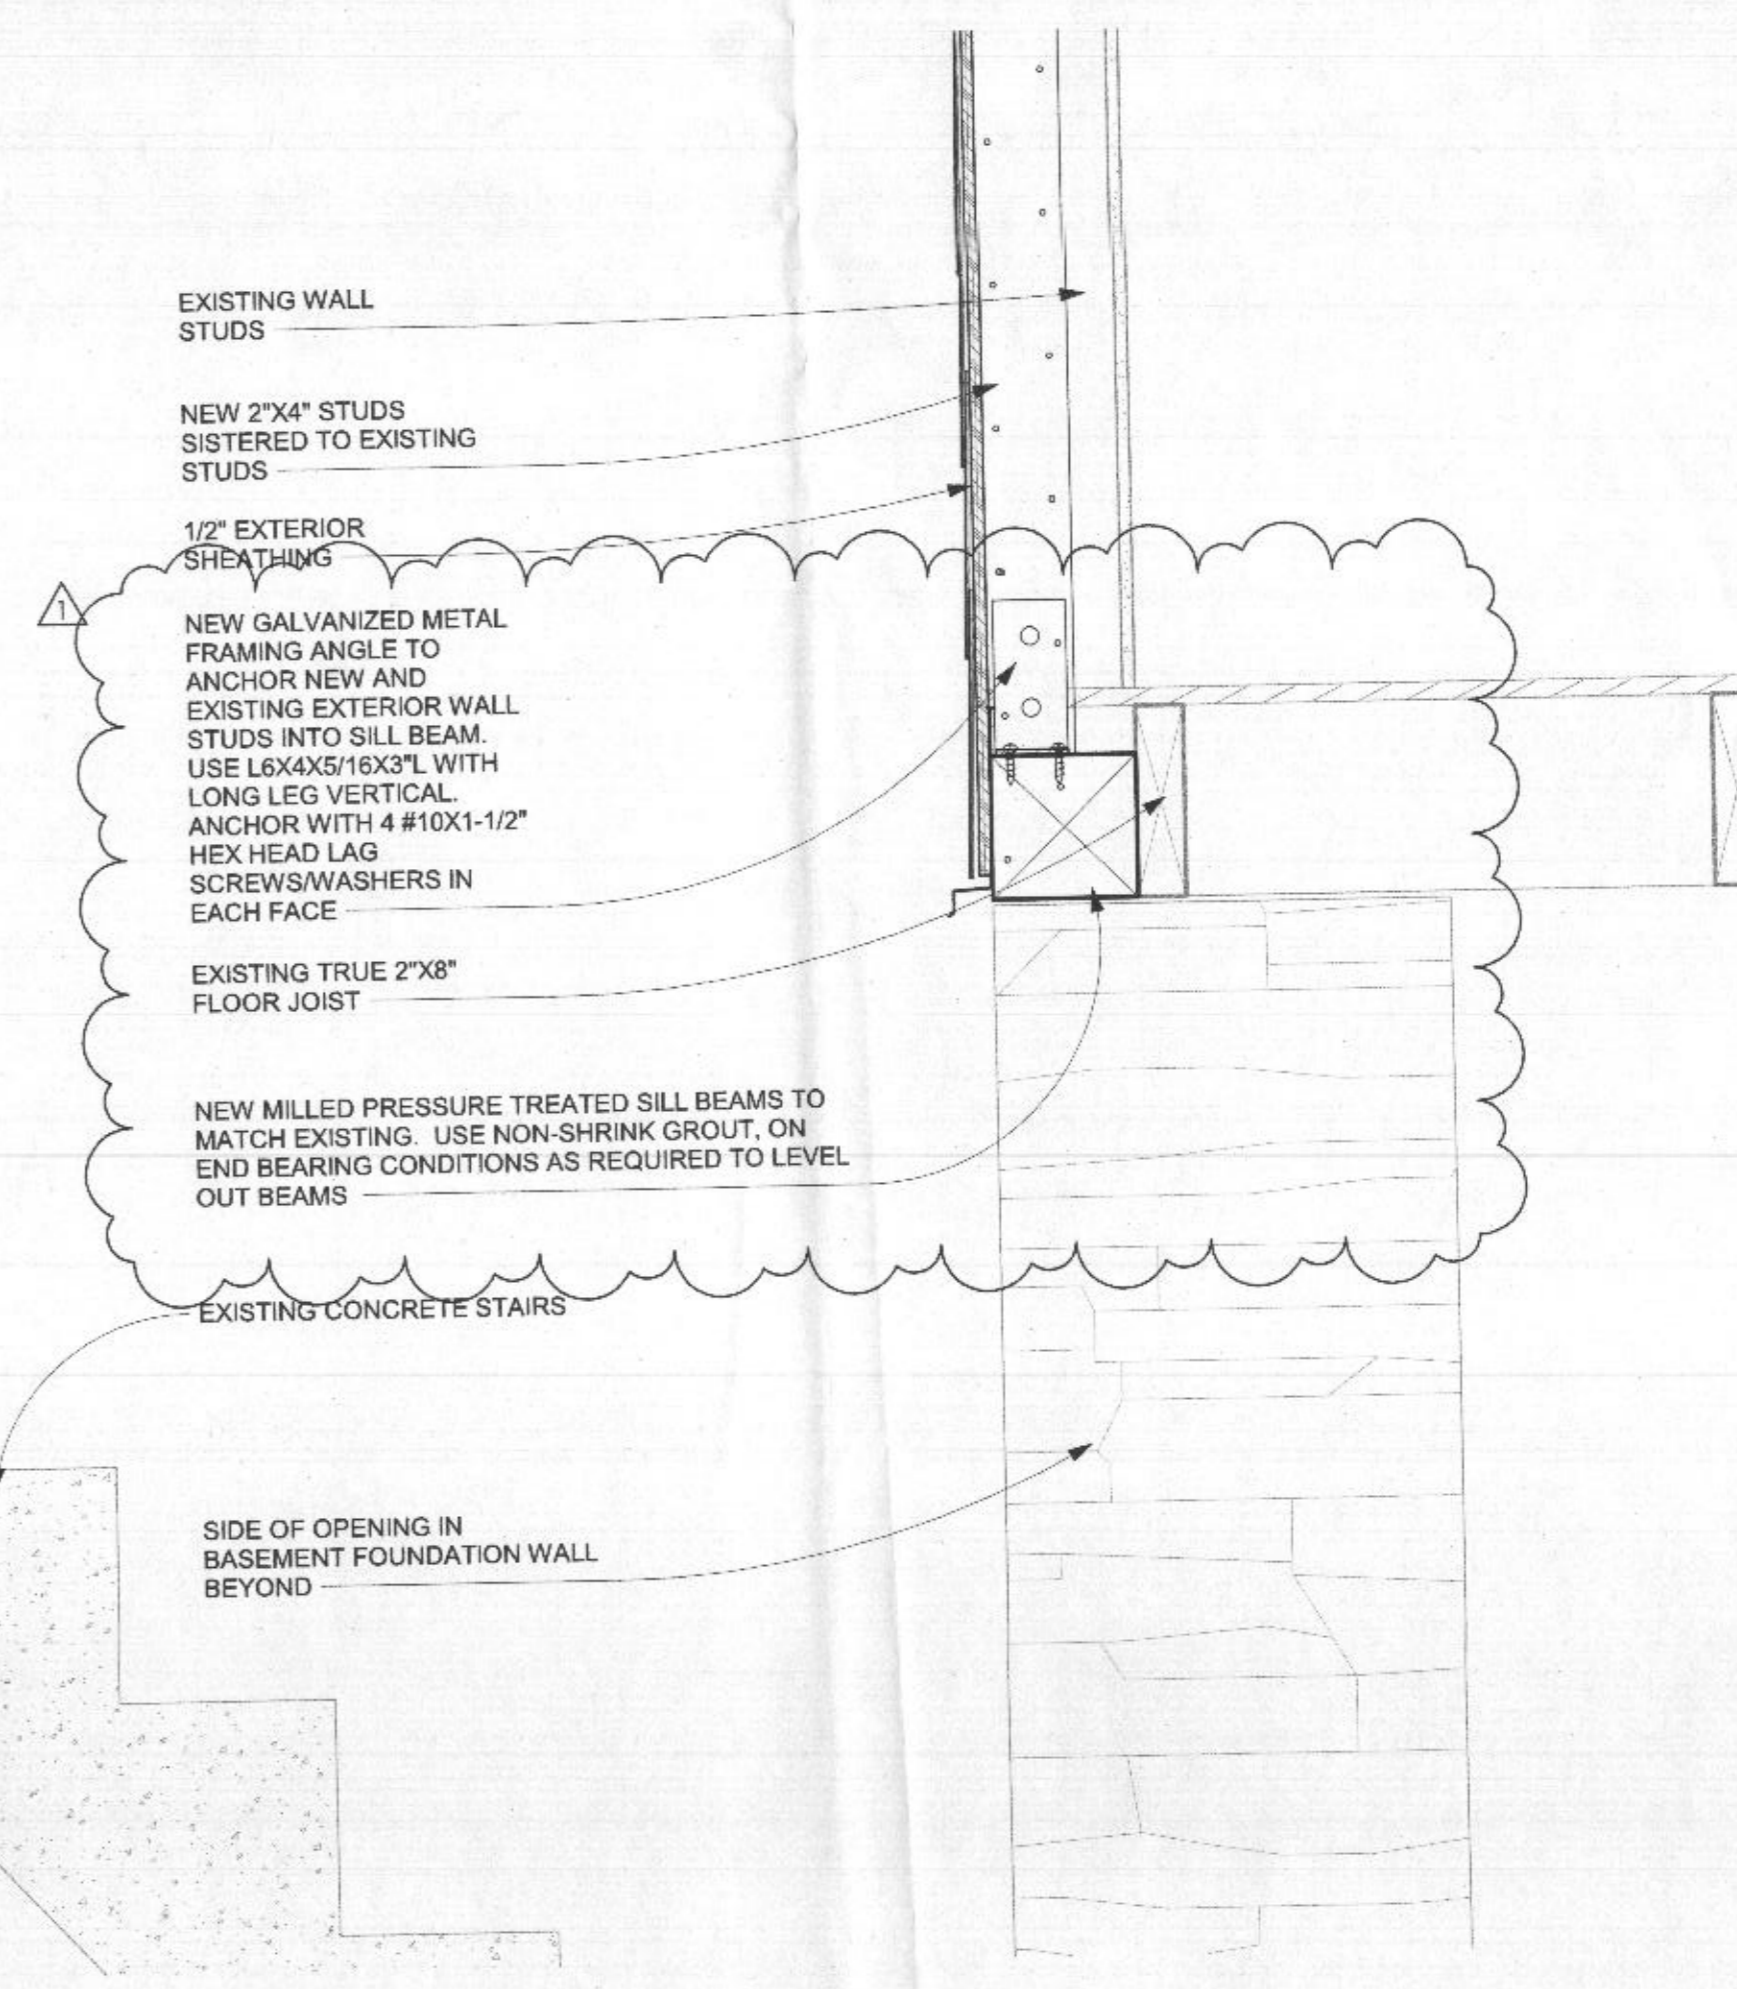 EXISTING WALL
STUDS
NEW 2"X4" STUDS
SISTERED TO EXISTING
STUDS
1/2" EXTERIOR
SHEATHING
1
NEW GALVANIZED METAL
FRAMING ANGLE TO
ANCHOR NEW AND
EXISTING EXTERIOR WALL
STUDS INTO SILL BEAM.
USE L6X4X5/16X3"L WITH
LONG LEG VERTICAL.
ANCHOR WITH 4 #10X1-1/2"
HEX HEAD LAG
SCREWS/WASHERS IN
EACH FACE
EXISTING TRUE 2"X8"
FLOOR JOIST
NEW MILLED PRESSURE TREATED SILL BEAMS TO
MATCH EXISTING. USE NON-SHRINK GROUT, ON
END BEARING CONDITIONS AS REQUIRED TO LEVEL
OUT BEAMS
EXISTING CONCRETE STAIRS
SIDE OF OPENING IN
BASEMENT FOUNDATION WALL
BEYOND